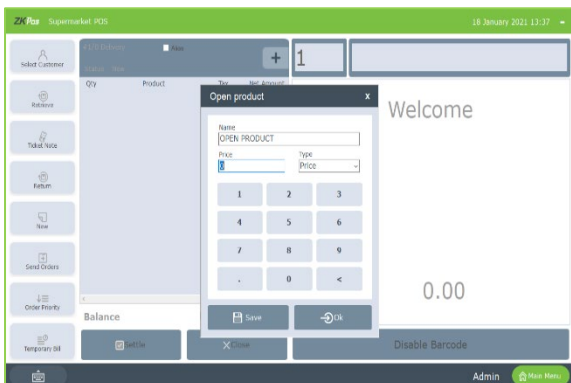 ZKPos Supermarket POS 18 January 2021 13:37
Select Customer
+
1
Qty Product Tax Net Amount
Retrieve
Ticket Note
Return
New
Send Orders
Order Priority
Temporary Bill
Open product x
Name
OPEN PRODUCT
Price Type
0 Price
1 2 3
4 5 6
7 8 9
. 0 <
Save Ok
Welcome
0.00
Balance
Settle Close Disable Barcode
Admin Main Menu